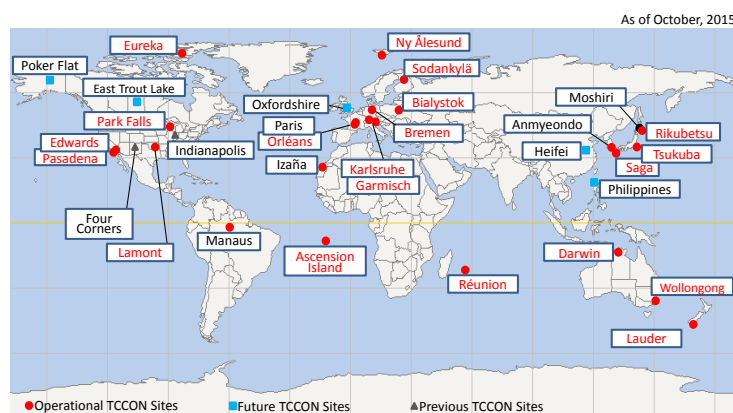 As of October, 2015
Eureka
Ny Ålesund
Poker Flat
Sodankylä
East Trout Lake
Moshiri
Oxfordshire
Bialystok
Park Falls
Paris
Anmyeondo
Bremen
Rikubetsu
Edwards
Orléans
Heifei
Tsukuba
Pasadena
Indianapolis
Izaña
Karlsruhe
Saga
Garmisch
Philippines
Four
Corners
Manaus
Lamont
Ascension
Island
Darwin
Réunion
Wollongong
Lauder
Operational TCCON Sites
Future TCCON Sites
Previous TCCON Sites